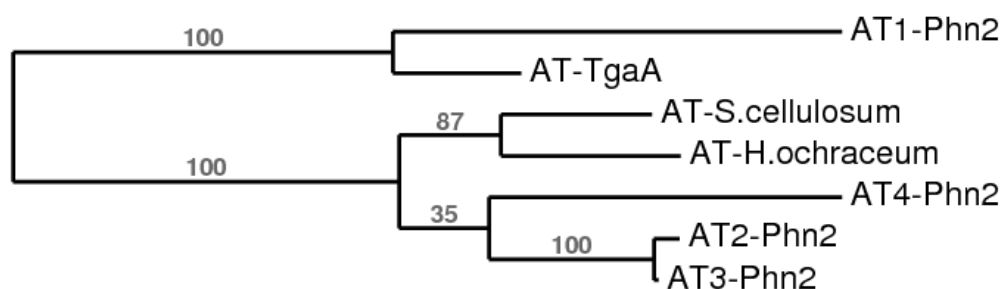 100
AT1-Phn2
AT-TgaA
AT-S.cellulosum
87
AT-H.ochraceum
100
AT4-Phn2
35
AT2-Phn2
100
AT3-Phn2